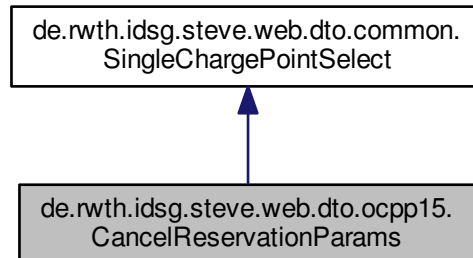 de.rwth.idsg.steve.web.dto.common.
SingleChargePointSelect
de.rwth.idsg.steve.web.dto.ocpp15.
CancelReservationParams